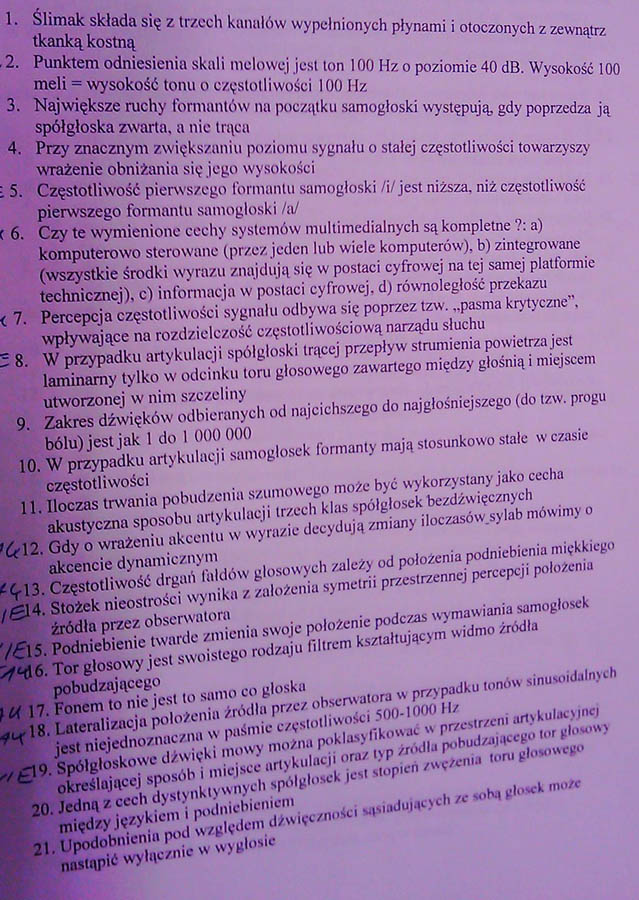 1. Ślimak składa się z trzech kanałów wypełnionych płynami i otoczonych z zewnątrz
tkanką kostną
2. Punktem odniesienia skali melowej jest ton 100 Hz o poziomie 40 dB. Wysokość 100
meli = wysokość tonu o częstotliwości 100 Hz
3. Największe ruchy formantów na początku samogłoski występują, gdy poprzedza ją
spółgłoska zwarta, a nie trąca
4. Przy znacznym zwiększaniu poziomu sygnału o stałej częstotliwości towarzyszy
wrażenie obniżania się jego wysokości
5. Częstotliwość pierwszego formantu samogłoski /i/ jest niższa, niż częstotliwość
pierwszego formantu samogłoski /a/
6. Czy te wymienione cechy systemów multimedialnych są kompletne ?: a)
komputerowo sterowane (przez jeden lub wiele komputerów), b) zintegrowane
(wszystkie środki wyrazu znajdują się w postaci cyfrowej na tej samej platformie
technicznej), c) informacja w postaci cyfrowej, d) równoległość przekazu
7. Percepcja częstotliwości sygnału odbywa się poprzez tzw. „pasma krytyczne”,
wpływające na rozdzielczość częstotliwościową narządu słuchu
8. W przypadku artykulacji spółgłoski trącej przepływ strumienia powietrza jest
laminarny tylko w odcinku toru głosowego zawartego między głośnią i miejscem
utworzonej w nim szczeliny
9. Zakres dźwięków odbieranych od najcichszego do najgłośniejszego (do tzw. progu
bólu) jest jak 1 do 1 000 000
10. W przypadku artykulacji samogłosek formanty mają stosunkowo stałe w czasie
częstotliwości
11. Iloczas trwania pobudzenia szumowego może być wykorzystany jako cecha
akustyczna sposobu artykulacji trzech klas spółgłosek bezdźwięcznych
12. Gdy o wrażeniu akcentu w wyrazie decydują zmiany iloczasów sylab mówimy o
akcencie dynamicznym
13. Częstotliwość drgań fałdów głosowych zależy od położenia podniebienia miękkiego
14. Stożek nieostrości wynika z założenia symetrii przestrzennej percepcji położenia
źródła przez obserwatora
15. Podniebienie twarde zmienia swoje położenie podczas wymawiania samogłosek
16. Tor głosowy jest swoistego rodzaju filtrem kształtującym widmo źródła
pobudzającego
17. Fonem to nie jest to samo co głoska
18. Lateralizacja położenia źródła przez obserwatora w przypadku tonów sinusoidalnych
jest niejednoznaczna w paśmie częstotliwości 500-1000 Hz
19. Spółgłoskowe dźwięki mowy można poklasyfikować w przestrzeni artykulacyjnej
określającej sposób i miejsce artykulacji oraz typ źródła pobudzającego tor głosowy
20. Jedną z cech dystynktywnych spółgłosek jest stopień zwężenia toru głosowego
między językiem i podniebieniem
21. Upodobnienia pod względem dźwięczności sąsiadujących ze sobą głosek może
nastąpić wyłącznie w wygłosie